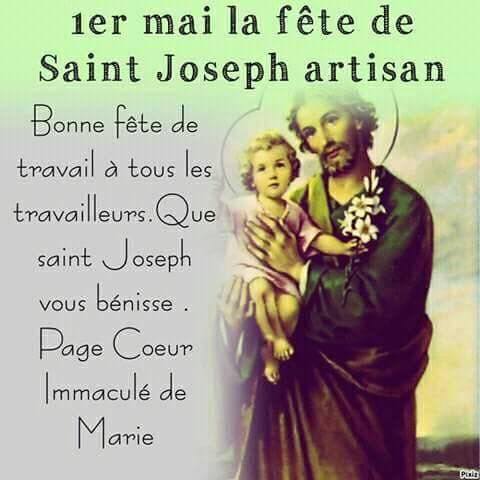 1er mai la fête de
Saint Joseph artisan
Bonne fête de
travail à tous les
travailleurs.Que
saint Joseph
vous bénisse .
Page Coeur
Immaculé de
Marie
Pixiz